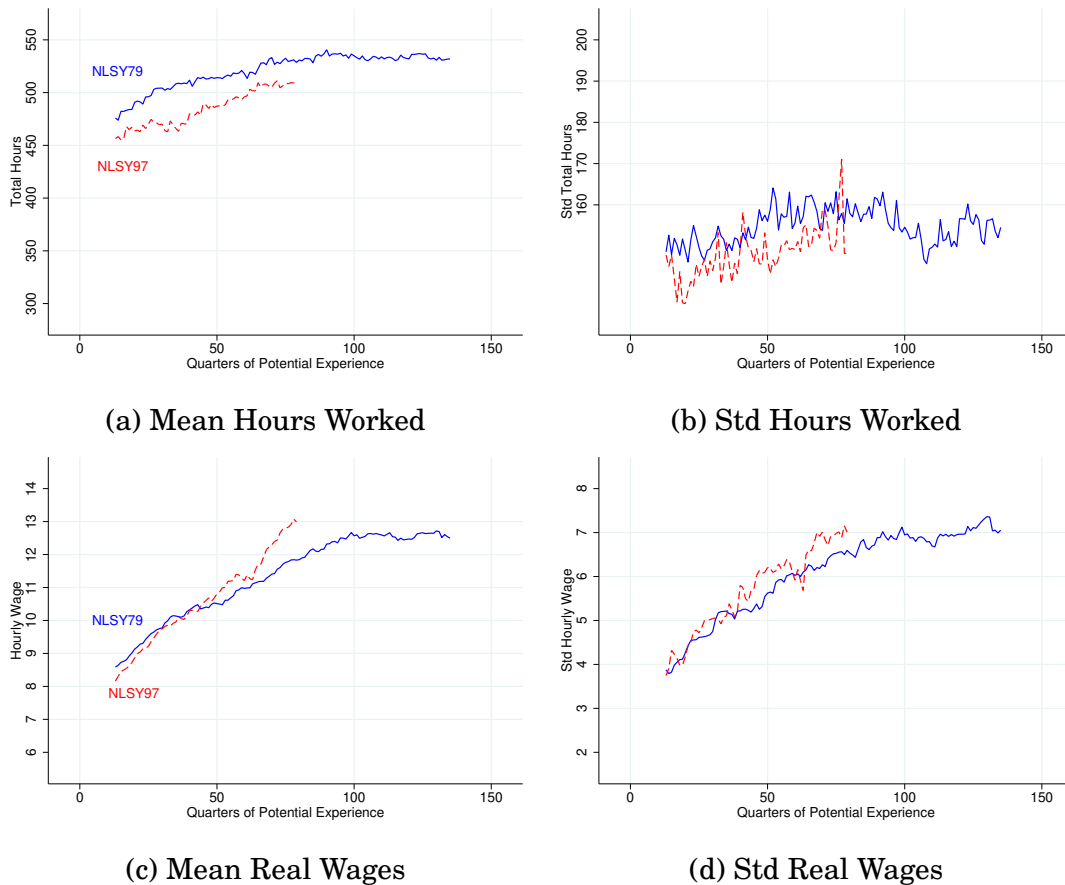 550
500
450
400
350
300
Total Hours
NLSY79
NLSY97
0 50 100 150
Quarters of Potential Experience
(a) Mean Hours Worked
200
190
180
170
160
Std Total Hours
0 50 100 150
Quarters of Potential Experience
(b) Std Hours Worked
14
13
12
11
10
9
8
7
6
Hourly Wage
NLSY79
NLSY97
0 50 100 150
Quarters of Potential Experience
(c) Mean Real Wages
8
7
6
5
4
3
2
Std Hourly Wage
0 50 100 150
Quarters of Potential Experience
(d) Std Real Wages